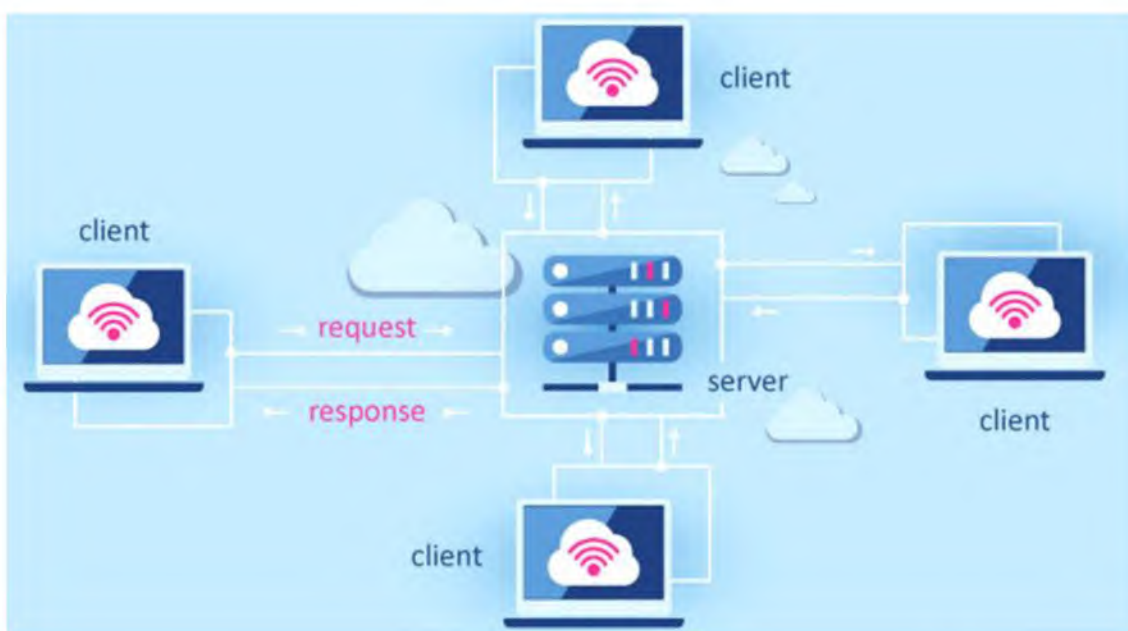 client
client
request
server
response
client
client